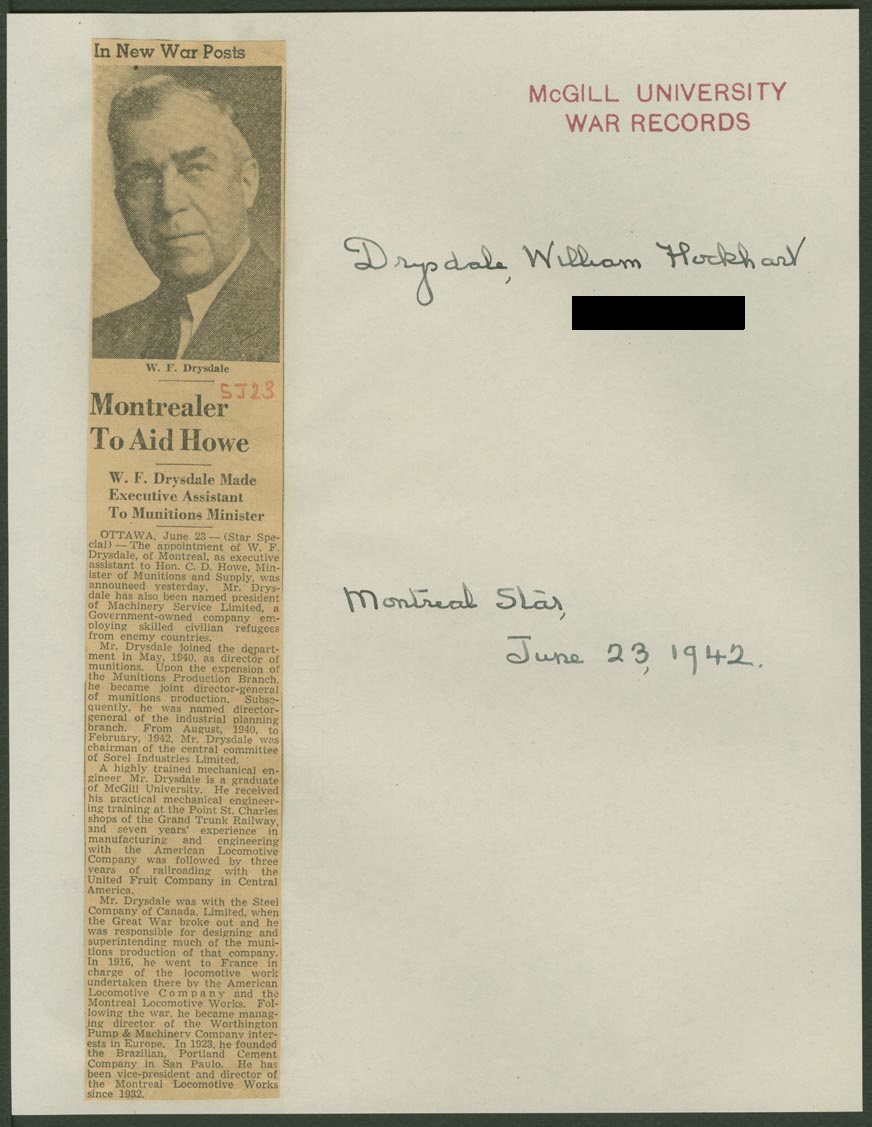 In New War Posts
W. F. Drysdale
SJ23
Montrealer
To Aid Howe
W. F. Drysdale Made
Executive Assistant
To Munitions Minister
OTTAWA, June 23 — (Star Spe-
cial) — The appointment of W. F.
Drysdale, of Montreal, as executive
assistant to Hon. C. D. Howe, Min-
ister of Munitions and Supply, was
announced yesterday. Mr. Drys-
dale has also been named president
of Machinery Service Limited, a
Government-owned company em-
ploying skilled civilian refugees
from enemy countries.
Mr. Drysdale joined the depart-
ment in May, 1940, as director of
munitions. Upon the expension of
the Munitions Production Branch,
he became joint director-general
of munitions production. Subse-
quently, he was named director-
general of the industrial planning
branch. From August, 1940, to
February, 1942, Mr. Drysdale was
chairman of the central committee
of Sorel Industries Limited.
A highly trained mechanical en-
gineer Mr. Drysdale is a graduate
of McGill University. He received
his practical mechanical engineer-
ing training at the Point St. Charles
shops of the Grand Trunk Railway,
and seven years' experience in
manufacturing and engineering
with the American Locomotive
Company was followed by three
years of railroading with the
United Fruit Company in Central
America.
Mr. Drysdale was with the Steel
Company of Canada, Limited, when
the Great War broke out and he
was responsible for designing and
superintending much of the muni-
tions production of that company.
In 1916, he went to France in
charge of the locomotive work
undertaken there by the American
Locomotive Company and the
Montreal Locomotive Works. Fol-
lowing the war, he became manag-
ing director of the Worthington
Pump & Machinery Company inter-
ests in Europe. In 1923, he founded
the Brazilian, Portland Cement
Company in San Paulo. He has
been vice-president and director of
the Montreal Locomotive Works
since 1932.
McGILL UNIVERSITY
WAR RECORDS
Drysdale, William Flockhart
Montreal Star,
June 23, 1942.